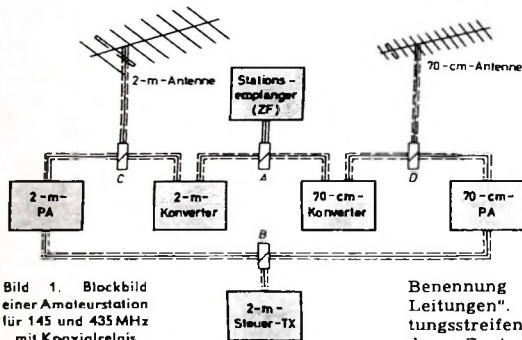 2-m-Antenne
70-cm-Antenne
Stations-
empfänger
(ZF)
C
A
D
2-m-
PA
2-m-
Konverter
70-cm-
Konverter
70-cm-
PA
B
2-m-
Steuer-TX
Bild 1. Blockbild
einer Amateurstation
für 145 und 435 MHz
mit Koaxialrelais
Benennung
Leitungen".
tungsstreifen